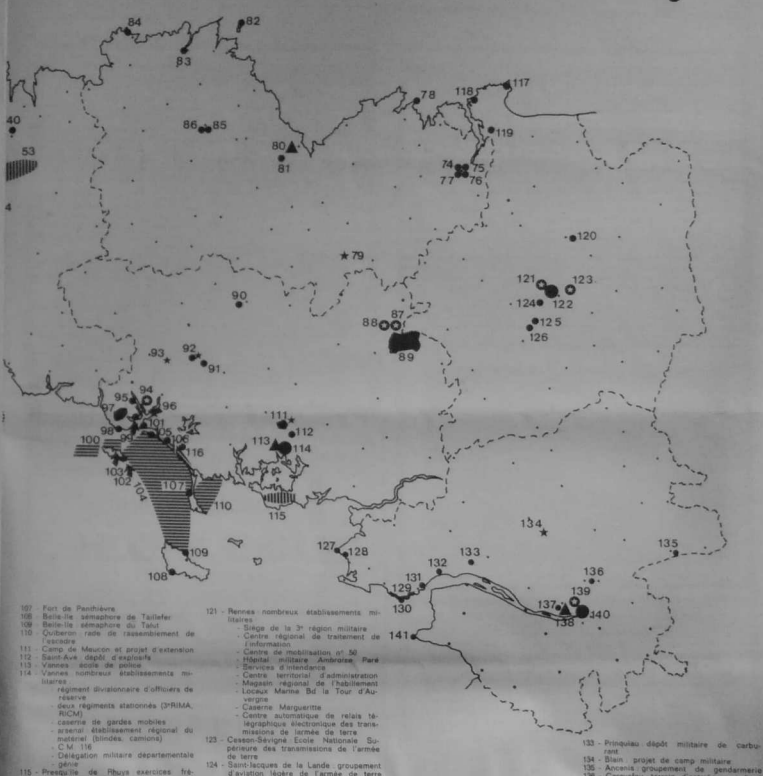 84
82
83
78
118
117
40
86
85
119
80
53
81
74
75
77
76
120
79
121
123
122
90
124
88
87
125
126
89
92
93
91
94
95
96
97
111
98
101
112
99
105
113
114
100
106
116
103
102
104
107
110
115
134
127
128
133
135
109
132
136
108
131
129
139
130
137
140
138
141
107 - Fort de Penthièvre
108 - Belle-Ile sémaphore de Taillefer
109 - Belle-Ile sémaphore du Talut
110 - Quiberon rade de rassemblement de l'escadre
111 - Camp de Meucon et projet d'extension
112 - Saint-Avé dépôt d'explosifs
113 - Vannes école de police
114 - Vannes nombreux établissements militaires
- régiment divisionnaire d'officiers de réserve
- deux régiments stationnés (3e RIMA, RICM)
- caserne de gardes mobiles
- arsenal établissement régional du matériel (blindés, camions)
- C.M. 116
- Délégation militaire départementale
- génie
115 - Presqu'île de Rhuys exercices fré-
121 - Rennes nombreux établissements militaires
- Siège de la 3e région militaire
- Centre régional de traitement de l'information
- Centre de mobilisation n°
- Hôpital militaire Ambroise Paré
- Services d'intendance
- Centre territorial d'administration
- Magasin régional de l'habillement
- Locaux Marine Bd la Tour d'Auvergne
- Caserne Margueritte
- Centre automatique de relais télégraphique électronique des transmissions de l'armée de terre
123 - Cesson-Sévigné : Ecole Nationale Supérieure des transmissions de l'armée de terre
124 - Saint-Jacques de la Lande : groupement d'aviation légère de l'armée de terre
133 - Prinquiau dépôt militaire de carburant
134 - Blain : projet de camp militaire
135 - Ancenis : groupement de gendarmerie